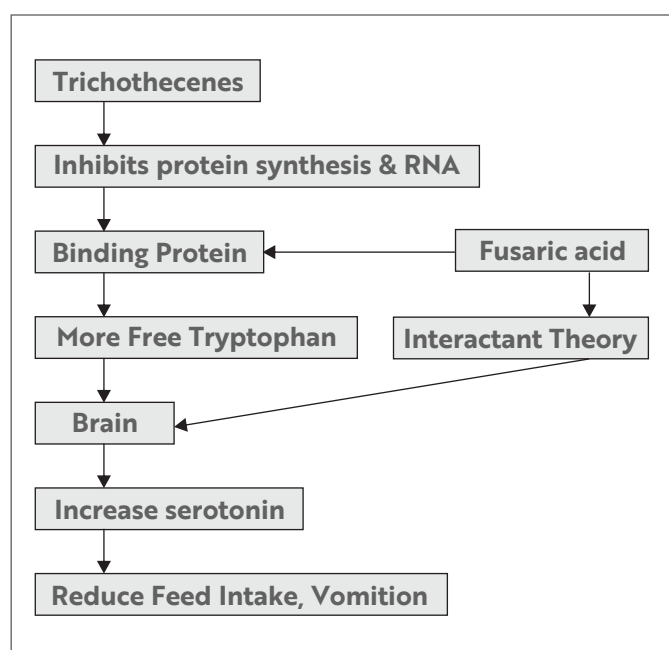 Trichothecenes
Inhibits protein synthesis & RNA
Binding Protein
Fusaric acid
More Free Tryptophan
Interactant Theory
Brain
Increase serotonin
Reduce Feed Intake, Vomition